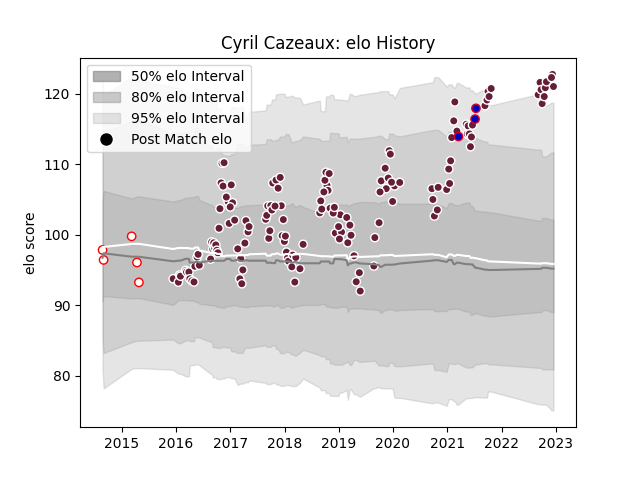 Cyril Cazeaux: elo History
50% elo Interval
80% elo Interval
95% elo Interval
Post Match elo
elo score
120
110
100
90
80
2015 2016 2017 2018 2019 2020 2021 2022 2023